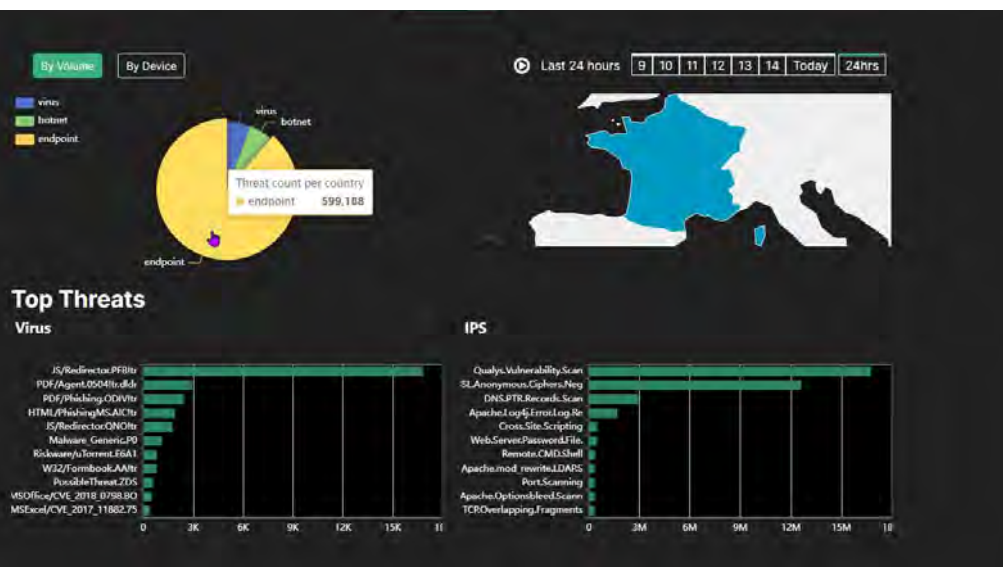 By Volume By Device
Last 24 hours 9 10 11 12 13 14 Today 24hrs
virus
botnet
endpoint
virus
botnet
Threat count per country
endpoint 599,188
endpoint
Top Threats
Virus
JS/Redirector.PFB!tr
PDF/Agent.0504!tr.dldr
PDF/Phishing.ODIV!tr
HTML/PhishingMS.AIC!tr
JS/Redirector.QNO!tr
Malware_Generic.P0
Riskware/uTorrent.E6A1
W32/Formbook.AA!tr
PossibleThreat.ZDS
MSOffice/CVE_2018_0798.BO
MSExcel/CVE_2017_11882.75
0 3K 6K 9K 12K 15K 18
IPS
Qualys.Vulnerability.Scan
SL.Anonymous.Ciphers.Neg
DNS.PTR.Records.Scan
Apache.Log4j.Error.Log.Re
Cross.Site.Scripting
Web.Server.Password.File.
Remote.CMD.Shell
Apache.mod_rewrite.LDAPS
Port.Scanning
Apache.Optionsbleed.Scann
TCP.Overlapping.Fragments
0 3M 6M 9M 12M 15M 18